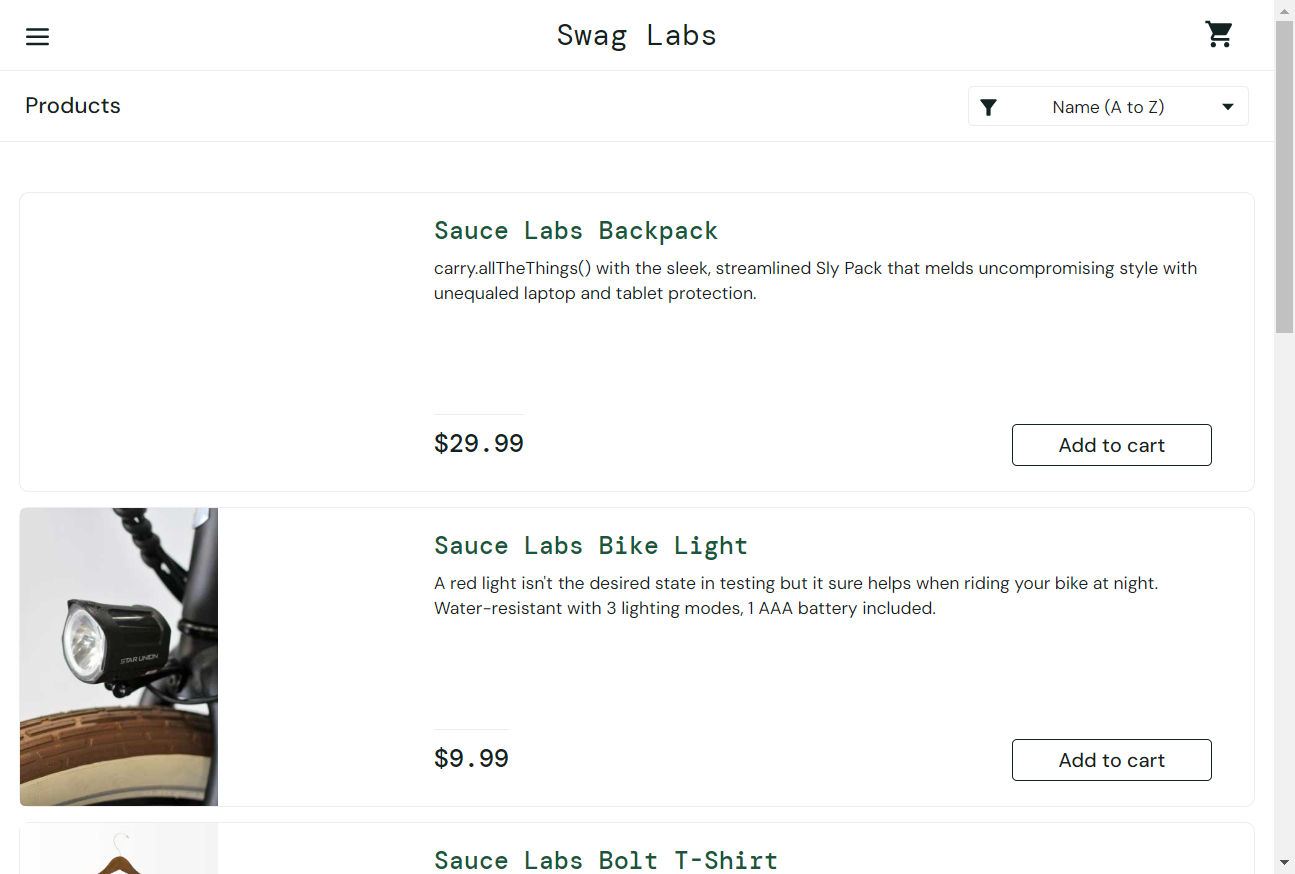 Swag Labs
Products
Name (A to Z)
Sauce Labs Backpack
carry.allTheThings() with the sleek, streamlined Sly Pack that melds uncompromising style with
unequaled laptop and tablet protection.
$29.99
Add to cart
STAR UNION
Sauce Labs Bike Light
A red light isn't the desired state in testing but it sure helps when riding your bike at night.
Water-resistant with 3 lighting modes, 1 AAA battery included.
$9.99
Add to cart
Sauce Labs Bolt T-Shirt